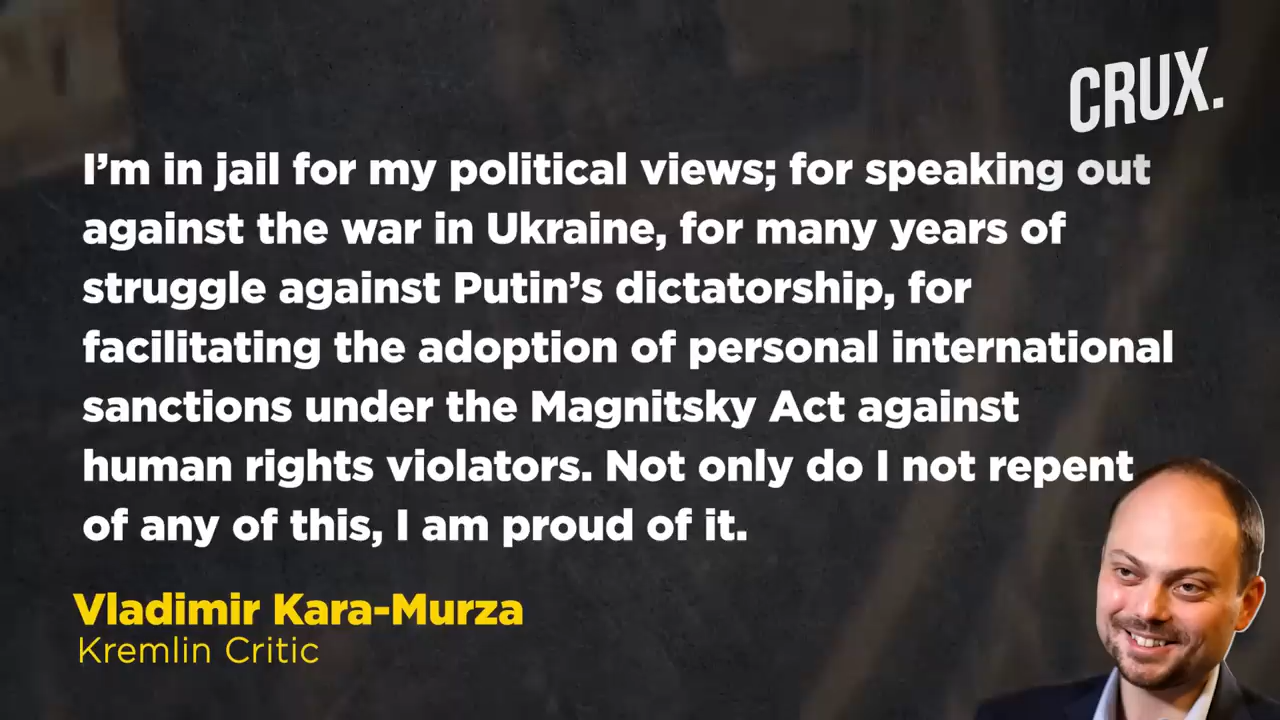 CRUX.
I'm in jail for my political views; for speaking out
against the war in Ukraine, for many years of
struggle against Putin's dictatorship, for
facilitating the adoption of personal international
sanctions under the Magnitsky Act against
human rights violators. Not only do I not repent
of any of this, I am proud of it.
Vladimir Kara-Murza
Kremlin Critic